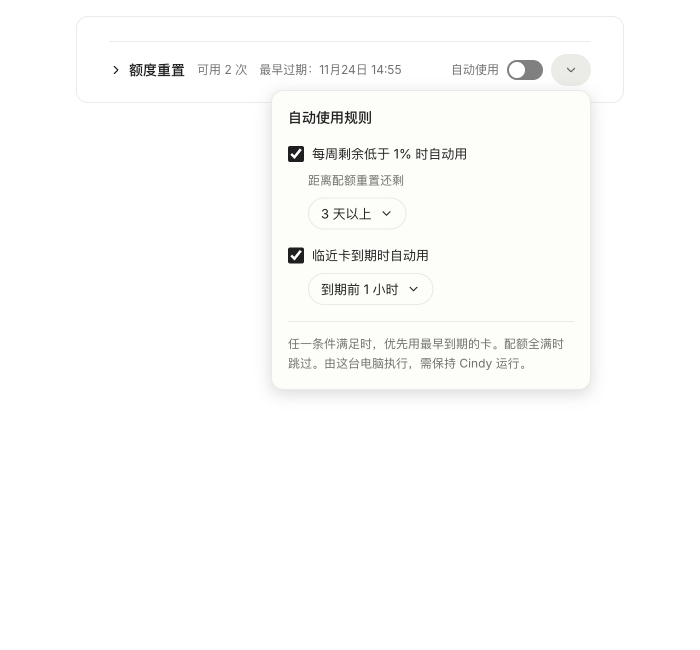 额度重置 可用 2 次 最早过期：11月24日 14:55 自动使用
自动使用规则
每周剩余低于 1% 时自动用
距离配额重置还剩
3 天以上
临近卡到期时自动用
到期前 1 小时
任一条件满足时，优先用最早到期的卡。配额全满时
跳过。由这台电脑执行，需保持 Cindy 运行。